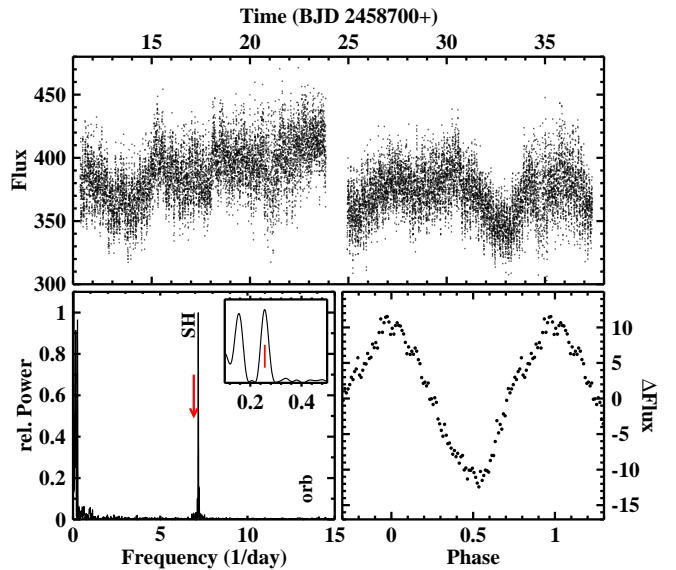 Time (BJD 2458700+)
15 20 25 30 35
450
400
350
300
Flux
1
0.8
0.6
0.4
0.2
0
rel. Power
SH
0.2 0.4
orb
0 5 10 15
Frequency (1/day)
10
5
0
-5
-10
-15
ΔFlux
0 0.5 1
Phase